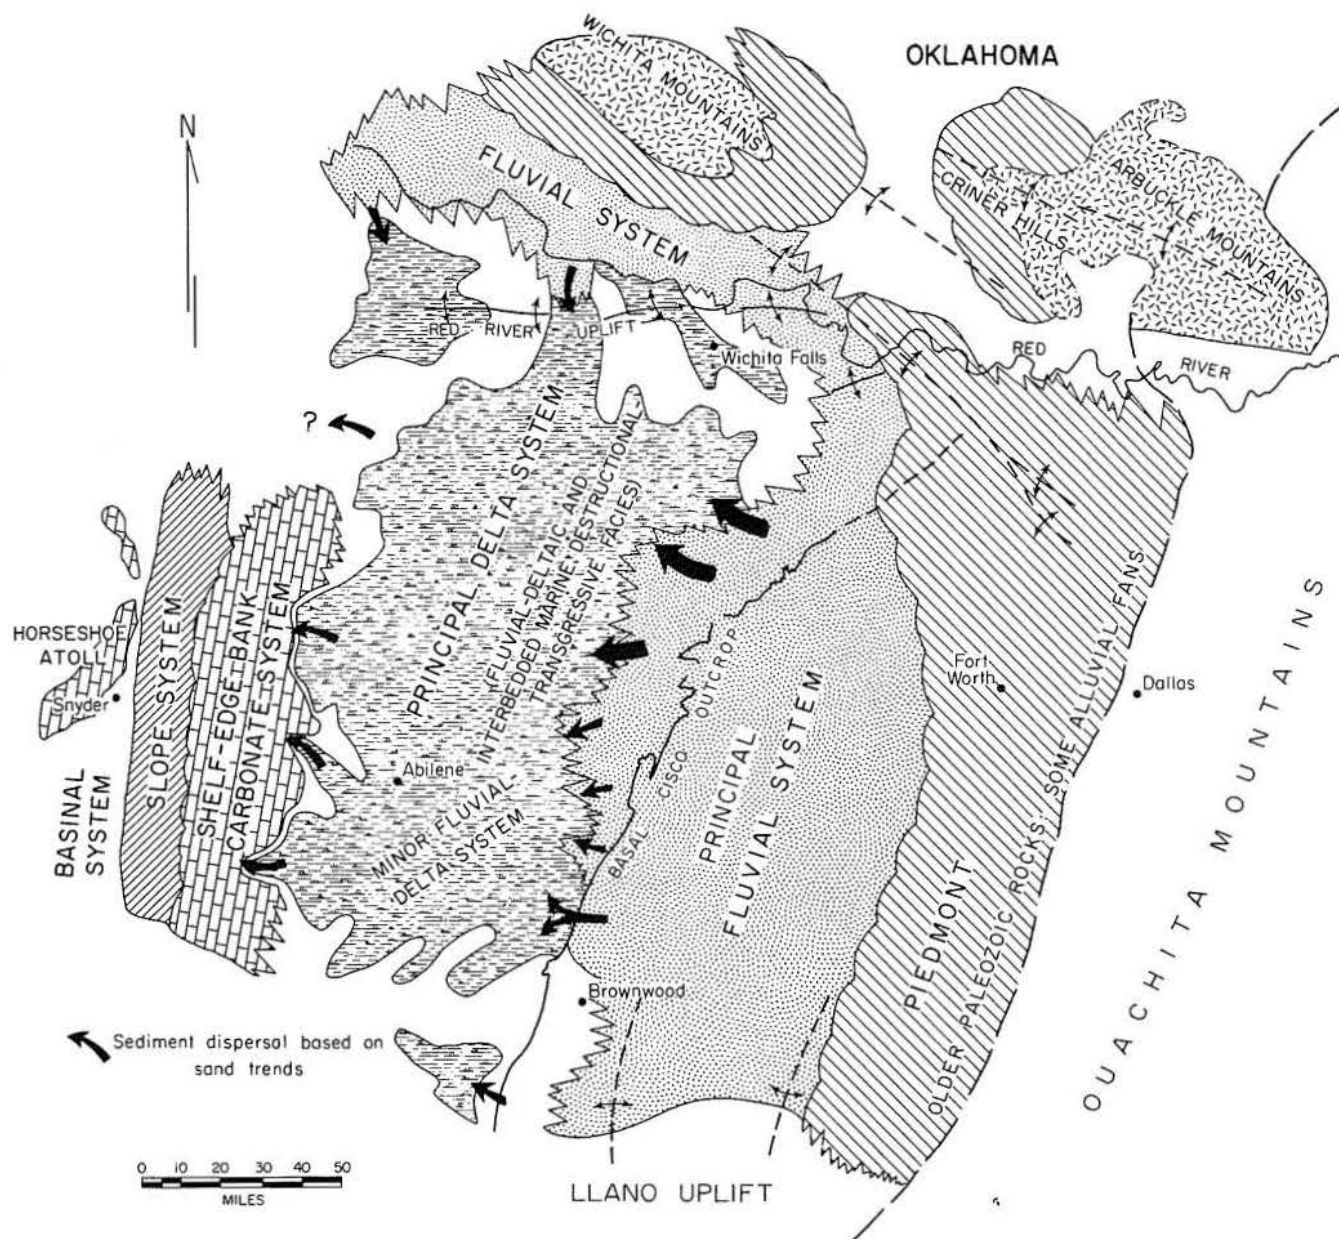 OKLAHOMA
WICHITA MOUNTAINS
N
FLUVIAL SYSTEM
CRINER HILLS
ARBUCKLE MOUNTAINS
RED RIVER UPLIFT
Wichita Falls
RED RIVER
?
PRINCIPAL DELTA SYSTEM
(FLUVIAL-DELTAIC AND
INTERBEDDED MARINE DESTRUCTIONAL-
TRANSGRESSIVE FACIES)
HORSESHOE
ATOLL
Snyder
SLOPE SYSTEM
SHELF-EDGE-BANK
CARBONATE SYSTEM
BASINAL
SYSTEM
Abilene
MINOR FLUVIAL-
DELTA SYSTEM
BASAL CISCO OUTCROP
PRINCIPAL
FLUVIAL SYSTEM
Fort
Worth
Dallas
PIEDMONT
OLDER PALEOZOIC ROCKS: SOME ALLUVIAL FANS
OUACHITA MOUNTAINS
Brownwood
Sediment dispersal based on
sand trends
0 10 20 30 40 50
MILES
LLANO UPLIFT